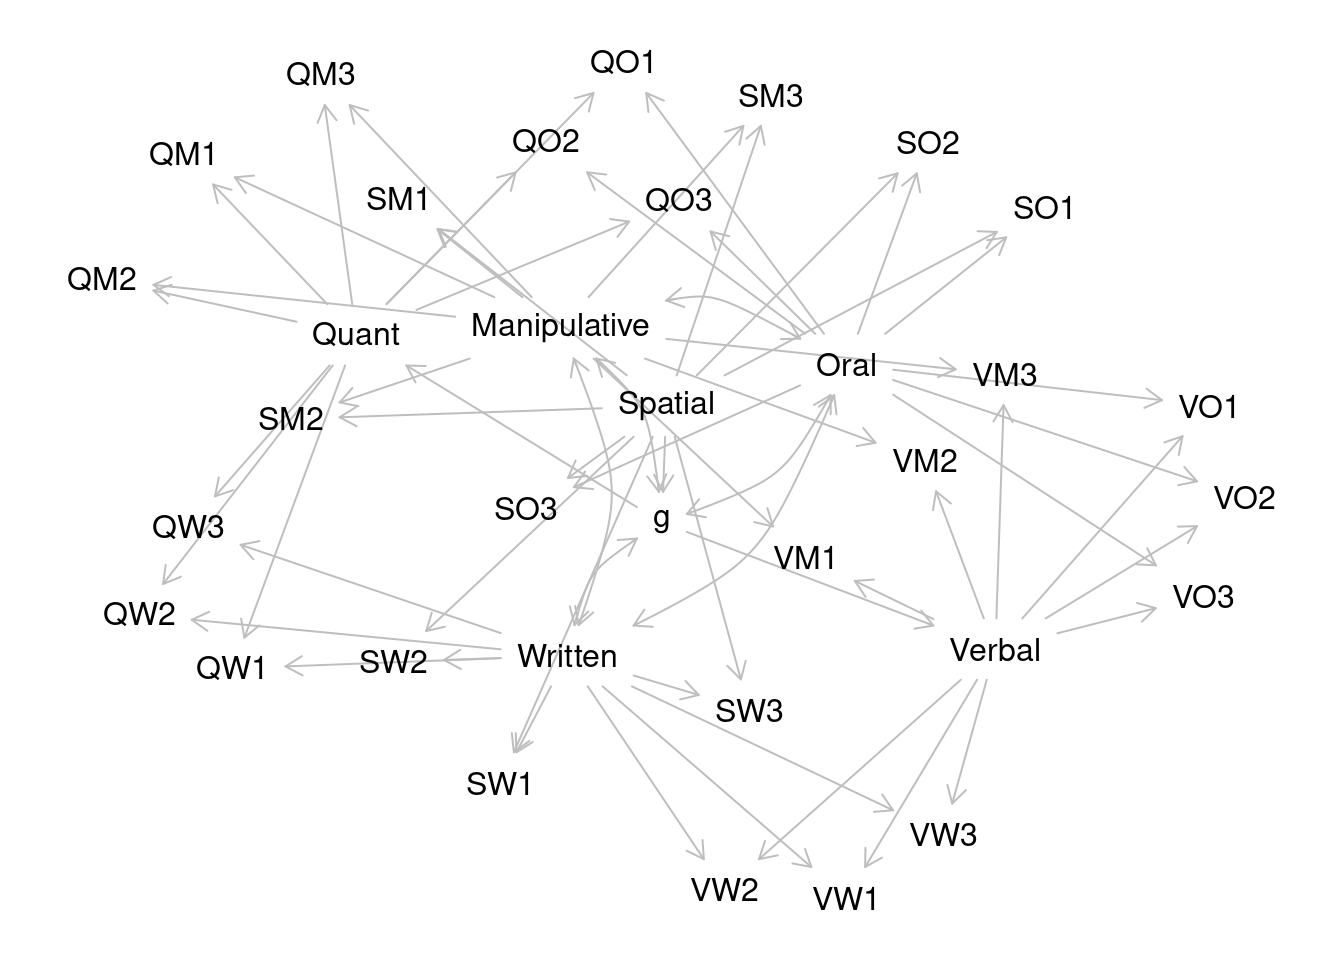 QO1
QM3
SM3
QO2
SO2
QM1
SM1
QO3
SO1
QM2
Manipulative
Quant
Oral
VM3
Spatial
VO1
SM2
VM2
VO2
SO3
g
QW3
VM1
VO3
QW2
Verbal
Written
SW2
QW1
SW3
SW1
VW3
VW2
VW1